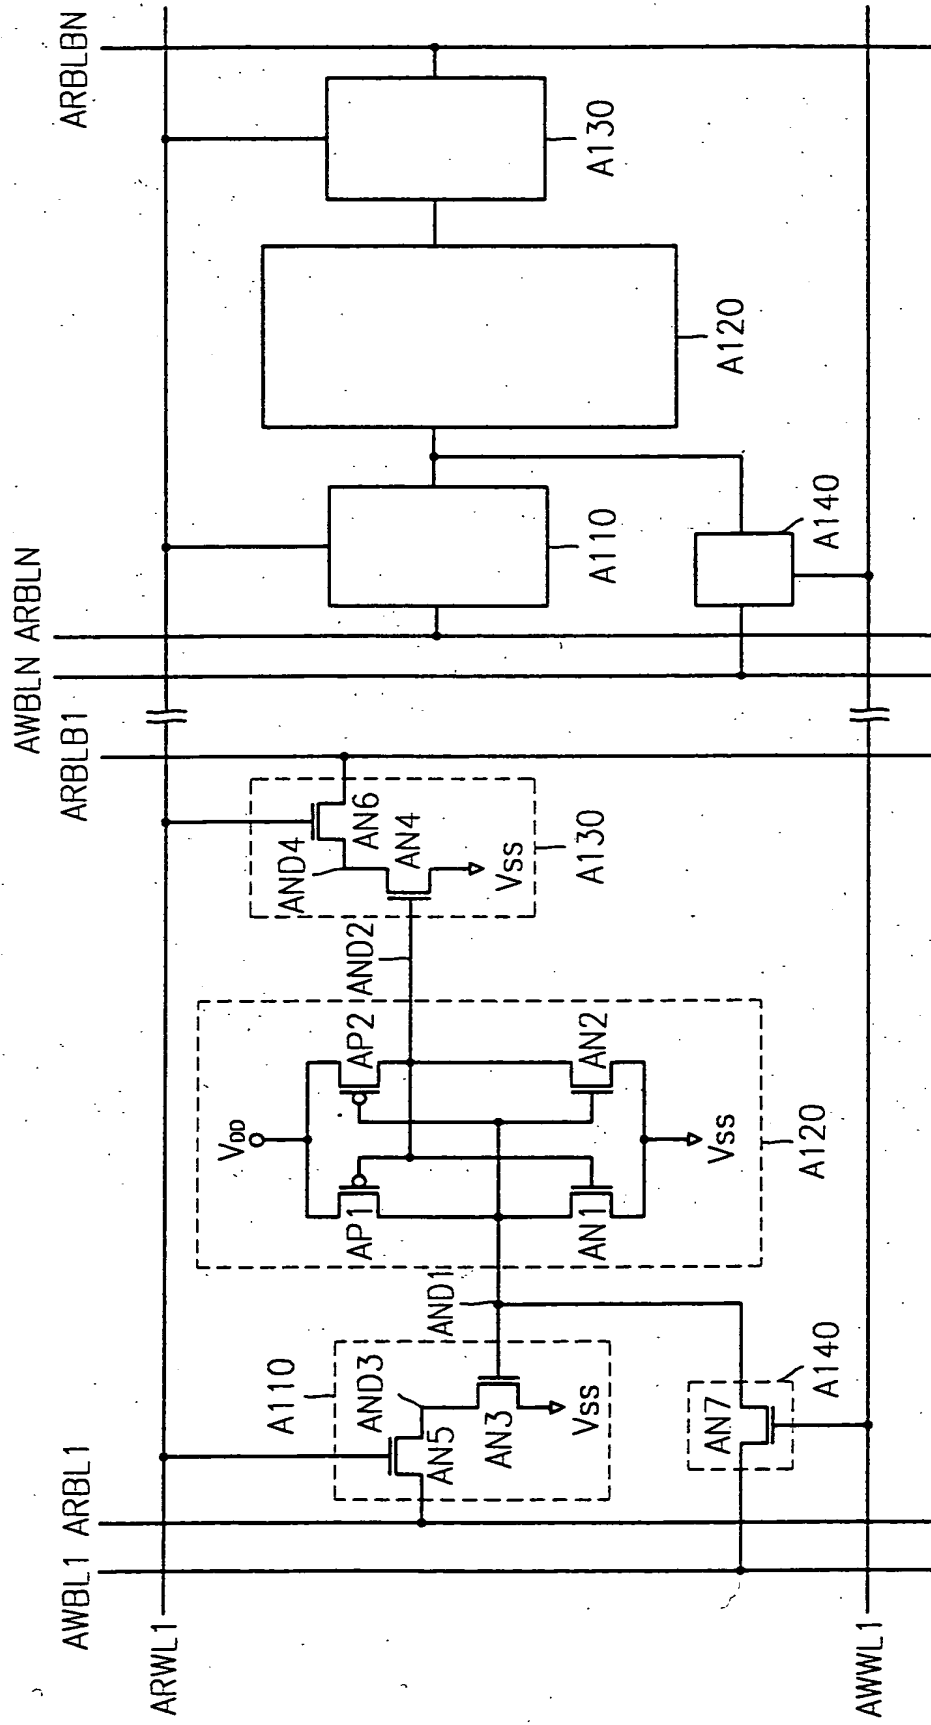 AWBL1 ARBL1
ARBLB1
AWBLN ARBLN
ARBLBN
ARWL1
A110
AND3
AN5
AN3
VSS
AND1
VDD
AP1
AP2
AN1
AN2
VSS
A120
AND2
AND4
AN6
AN4
VSS
A130
AN7
A140
A110
A120
A130
A140
AWWL1